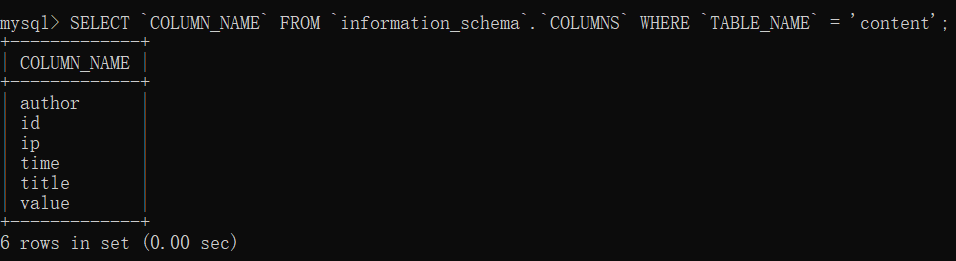 mysql> SELECT `COLUMN_NAME` FROM `information_schema`.`COLUMNS` WHERE `TABLE_NAME` = 'content';
+-------------+
| COLUMN_NAME |
+-------------+
| author      |
| id          |
| ip          |
| time        |
| title       |
| value       |
+-------------+
6 rows in set (0.00 sec)